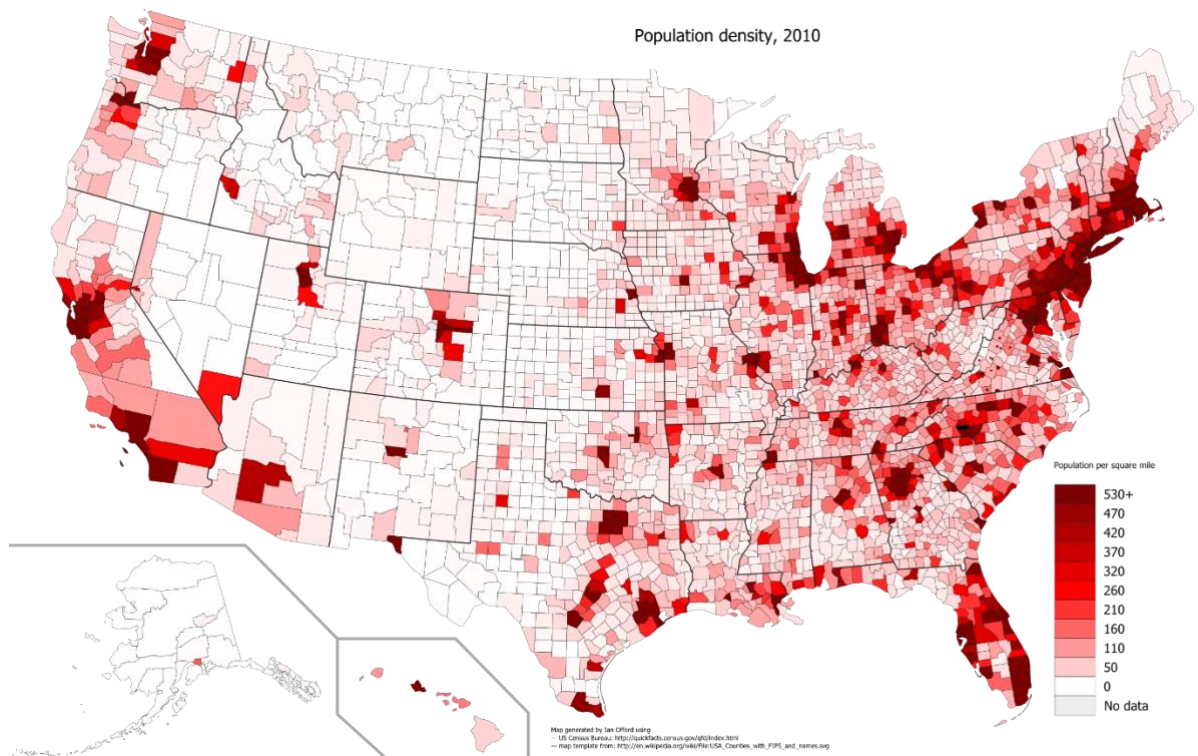 Population density, 2010
Population per square mile
530+
470
420
370
320
260
210
160
110
50
0
No data
Map generated by Ian Offord using
— US Census Bureau: http://quickfacts.census.gov/qfd/index.html
— map template from: http://en.wikipedia.org/wiki/File:USA_Counties_with_FIPS_and_names.svg